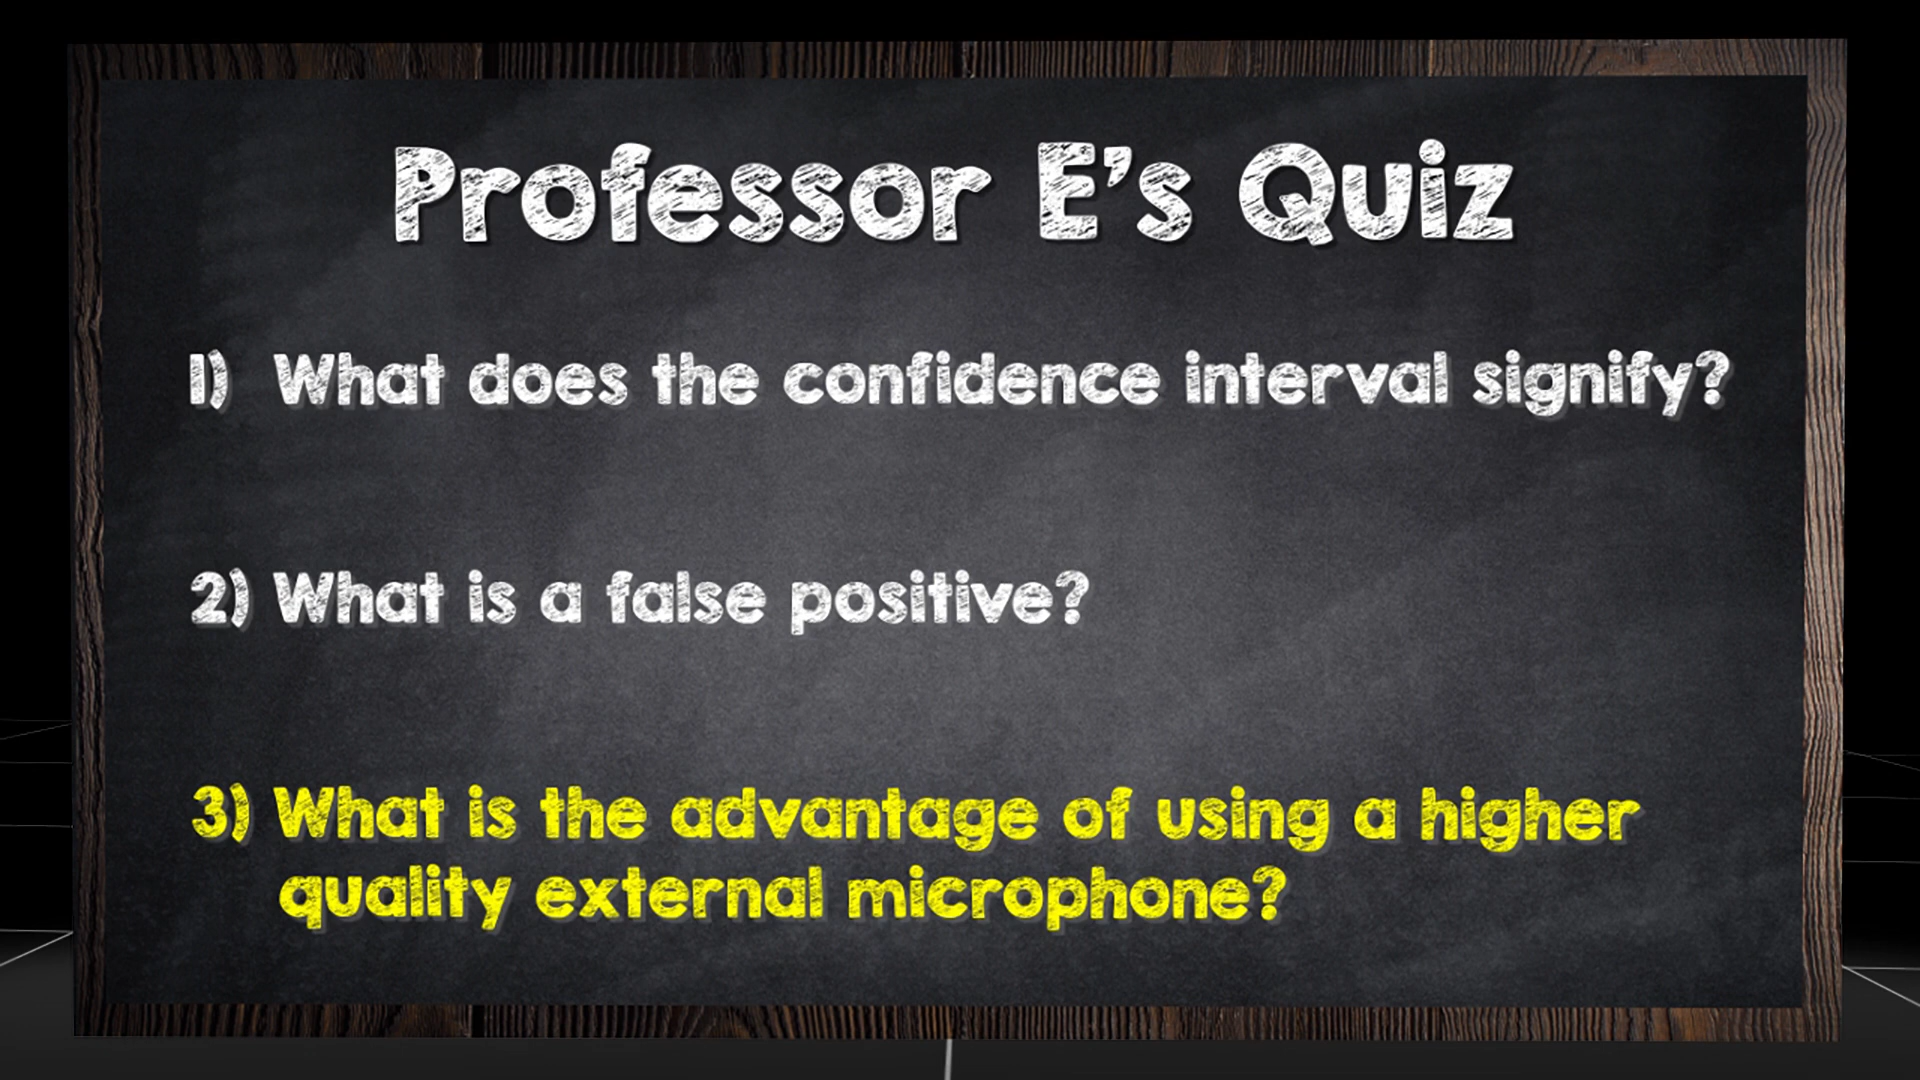 Professor E's Quiz
1) What does the confidence interval signify?
2) What is a false positive?
3) What is the advantage of using a higher
quality external microphone?